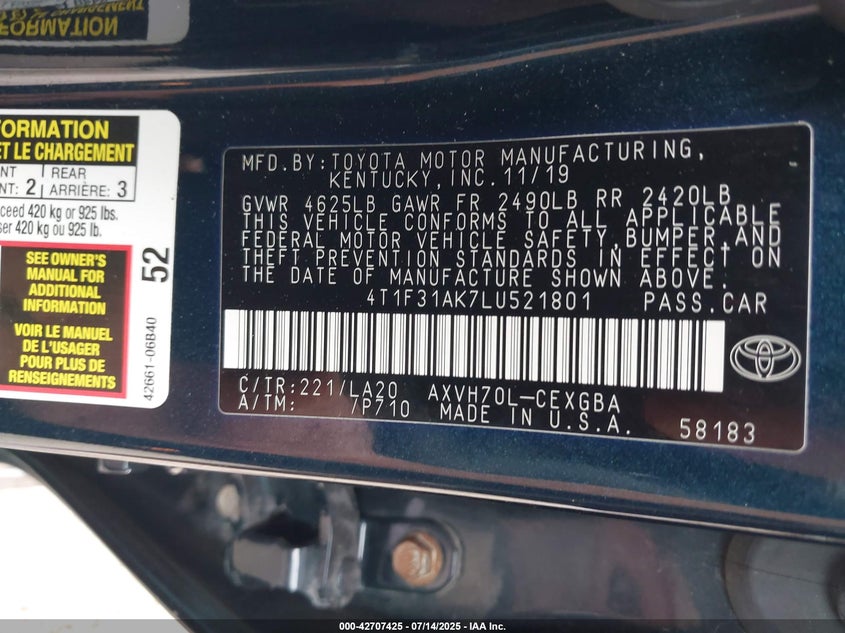 FORMATION
FORMATION
ET LE CHARGEMENT
NT 2 REAR
NT: ARRIÈRE: 3
ceed 420 kg or 925 lbs.
ser 420 kg ou 925 lb.
SEE OWNER'S
MANUAL FOR
ADDITIONAL
INFORMATION
VOIR LE MANUEL
DE L'USAGER
POUR PLUS DE
RENSEIGNEMENTS
52
42661-06B40
MFD.BY:TOYOTA MOTOR MANUFACTURING,
KENTUCKY,INC.11/19
GVWR 4625LB GAWR FR 2490LB RR 2420LB
THIS VEHICLE CONFORMS TO ALL APPLICABLE
FEDERAL MOTOR VEHICLE SAFETY,BUMPER,AND
THEFT PREVENTION STANDARDS IN EFFECT ON
THE DATE OF MANUFACTURE SHOWN ABOVE.
4T1F31AK7LU521801 PASS.CAR
C/TR:221/LA20 AXVH70L-CEXGBA
A/TM: /P710 MADE IN U.S.A. 58183
000-42707425 - 07/14/2025 - IAA Inc.